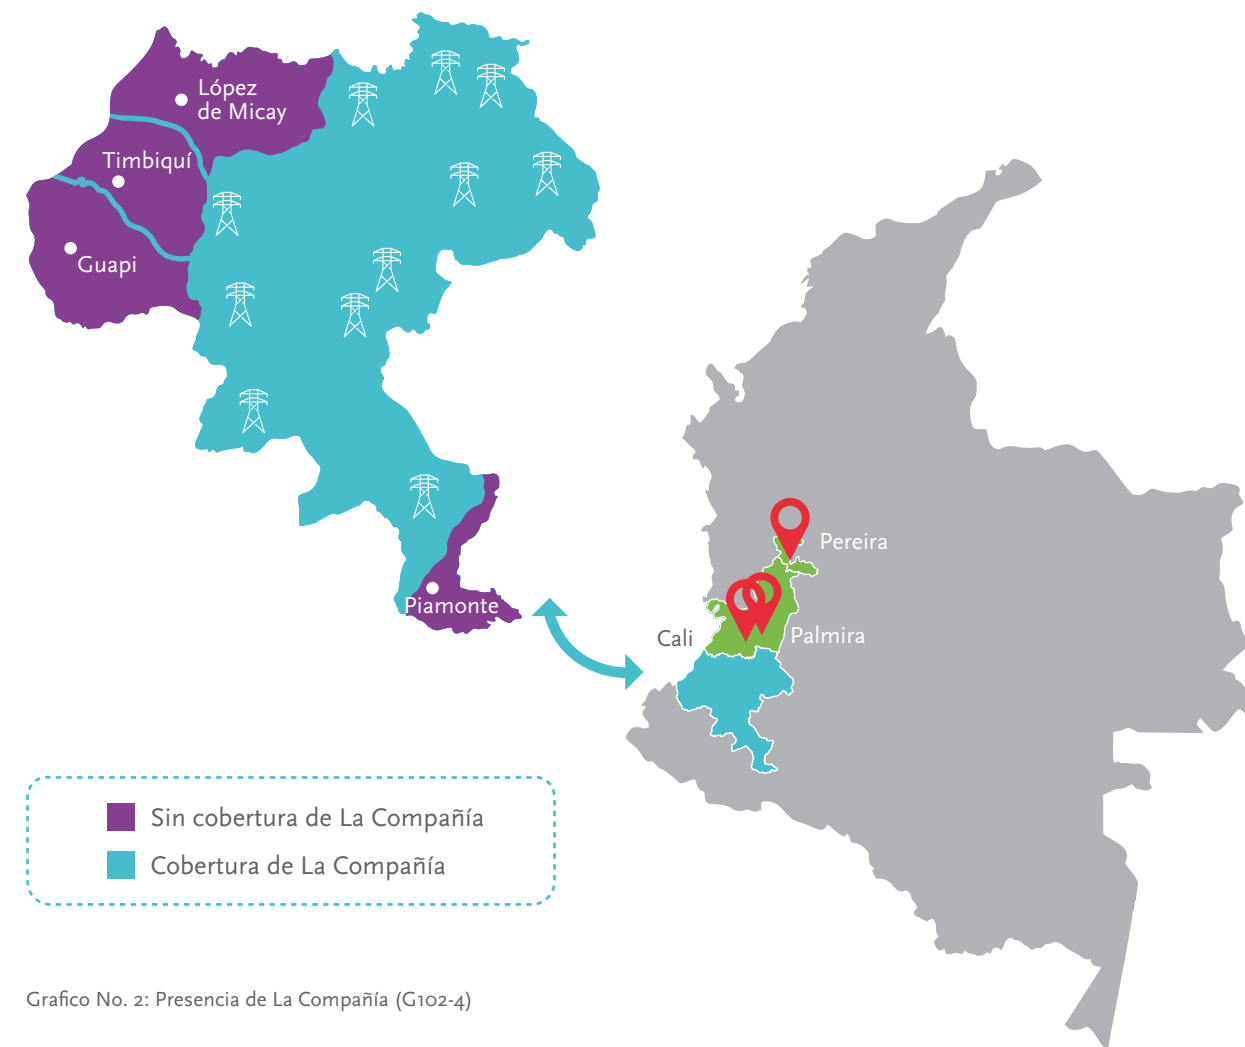 López
de Micay
Timbiquí
Guapi
Piamonte
Pereira
Cali
Palmira
Sin cobertura de La Compañía
Cobertura de La Compañía
Grafico No. 2: Presencia de La Compañía (G102-4)